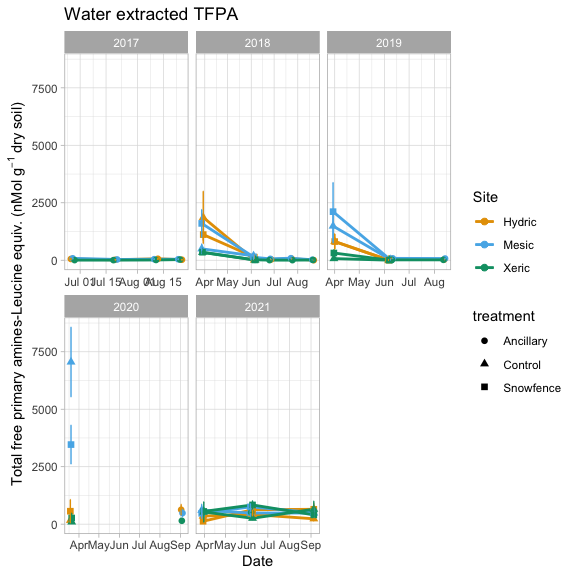 Water extracted TFPA
2017
2018
2019
7500
5000
2500
0
Jul 01 Jul 15 Aug 01 Aug 15
Apr May Jun Jul Aug
Apr May Jun Jul Aug
2020
2021
7500
5000
2500
0
Apr May Jun Jul Aug Sep
Apr May Jun Jul Aug Sep
Date
Total free primary amines-Leucine equiv. (nMol g⁻¹ dry soil)
Site
Hydric
Mesic
Xeric
treatment
Ancillary
Control
Snowfence